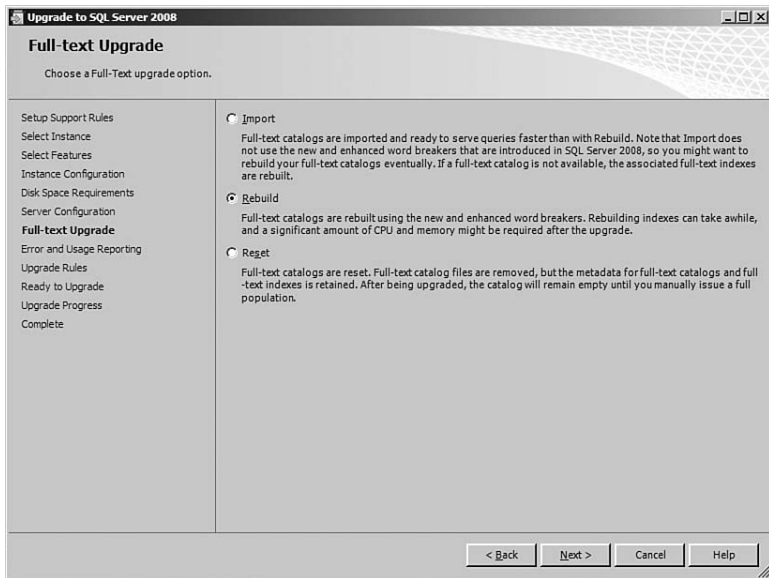 Upgrade to SQL Server 2008
Full-text Upgrade
Choose a Full-Text upgrade option.
Setup Support Rules
Select Instance
Select Features
Instance Configuration
Disk Space Requirements
Server Configuration
Full-text Upgrade
Error and Usage Reporting
Upgrade Rules
Ready to Upgrade
Upgrade Progress
Complete
Import
Full-text catalogs are imported and ready to serve queries faster than with Rebuild. Note that Import does
not use the new and enhanced word breakers that are introduced in SQL Server 2008, so you might want to
rebuild your full-text catalogs eventually. If a full-text catalog is not available, the associated full-text indexes
are rebuilt.
Rebuild
Full-text catalogs are rebuilt using the new and enhanced word breakers. Rebuilding indexes can take awhile,
and a significant amount of CPU and memory might be required after the upgrade.
Reset
Full-text catalogs are reset. Full-text catalog files are removed, but the metadata for full-text catalogs and full
-text indexes is retained. After being upgraded, the catalog will remain empty until you manually issue a full
population.
< Back
Next >
Cancel
Help